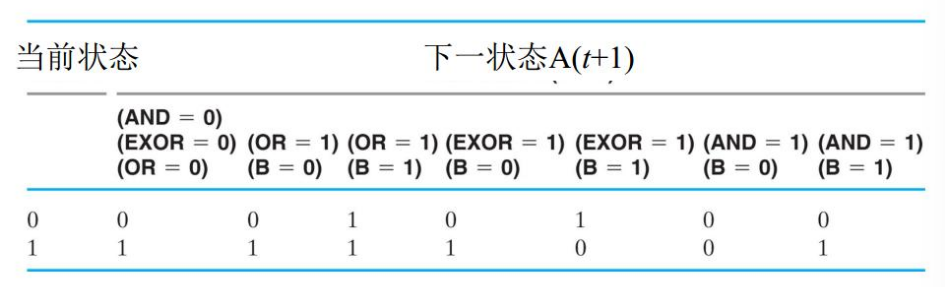 当前状态 下一状态A(t+1)
(AND = 0)
(EXOR = 0) (OR = 1) (OR = 1) (EXOR = 1) (EXOR = 1) (AND = 1) (AND = 1)
(OR = 0) (B = 0) (B = 1) (B = 0) (B = 1) (B = 0) (B = 1)
0 0 0 1 0 1 0 0
1 1 1 1 1 0 0 1